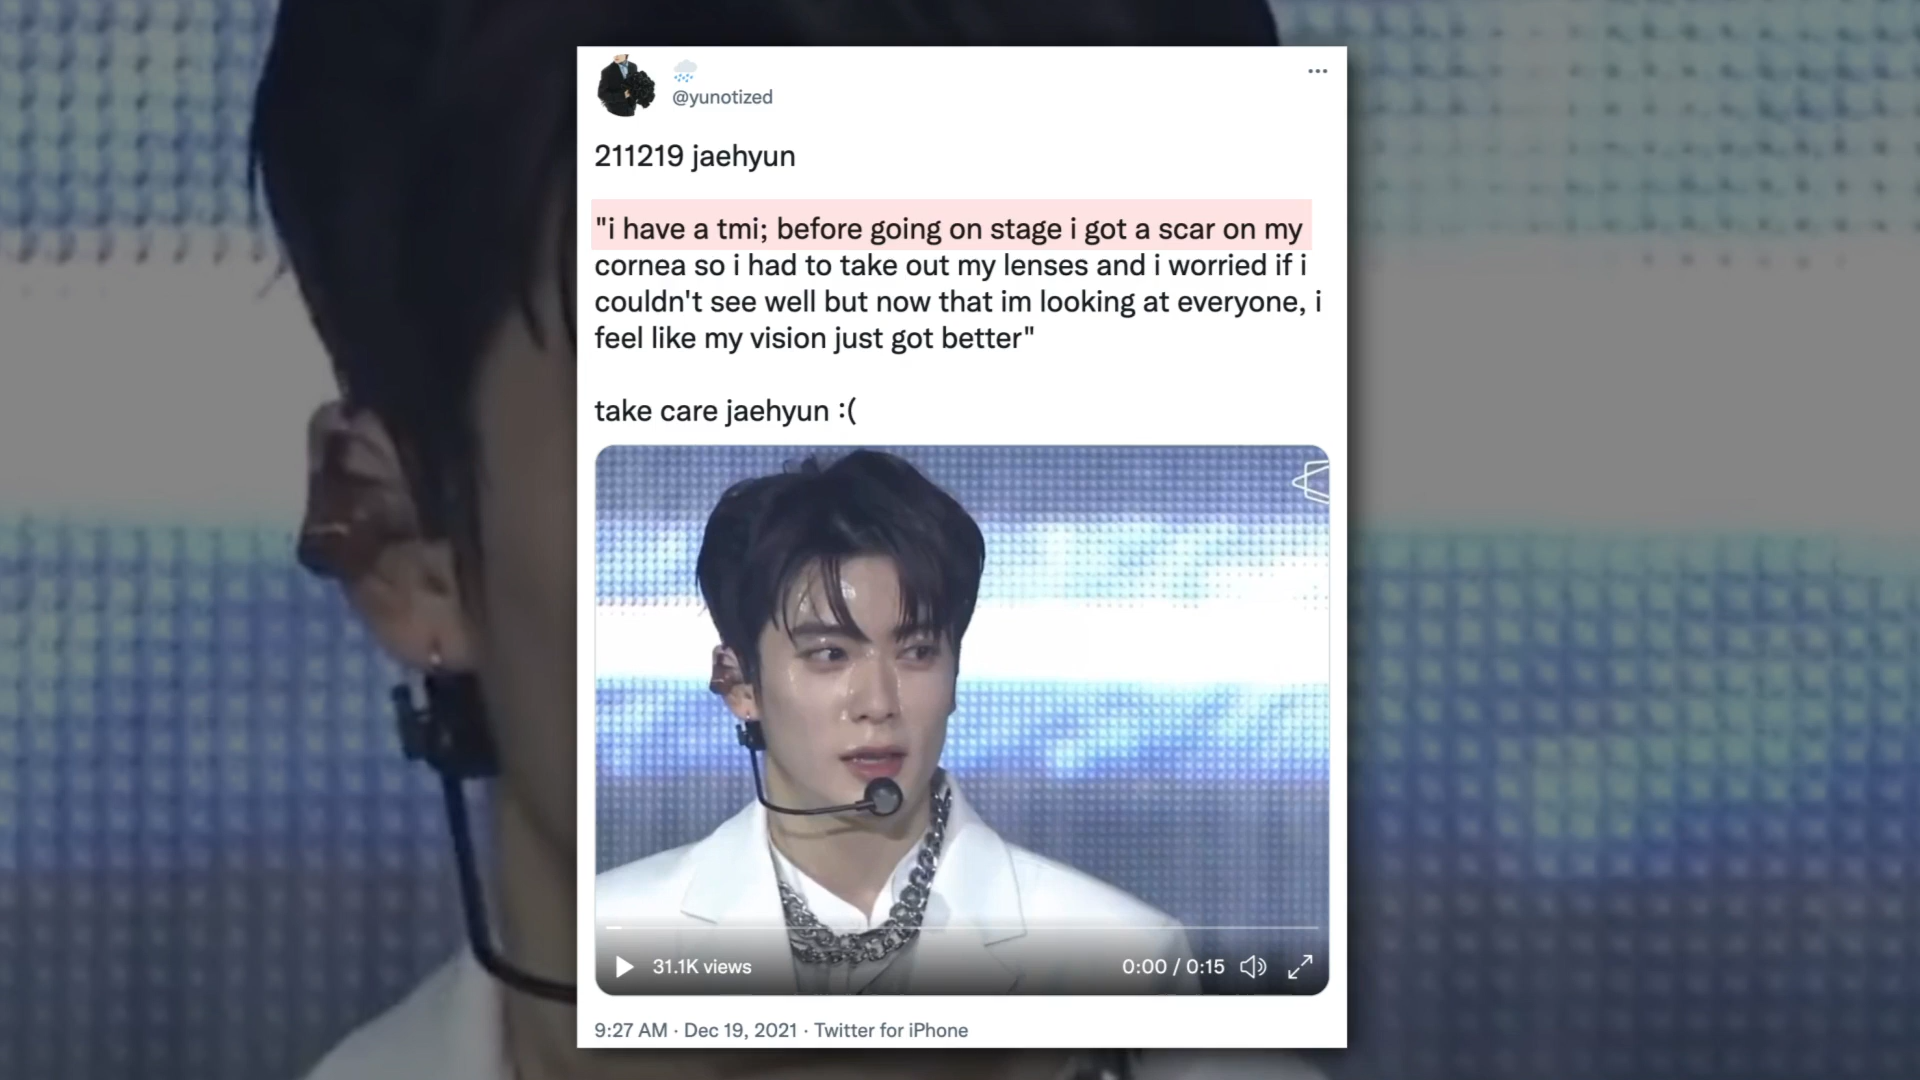 @yunotized
211219 jaehyun
"i have a tmi; before going on stage i got a scar on my
cornea so i had to take out my lenses and i worried if i
couldn't see well but now that im looking at everyone, i
feel like my vision just got better"
take care jaehyun :(
31.1K views
0:00 / 0:15
9:27 AM · Dec 19, 2021 · Twitter for iPhone